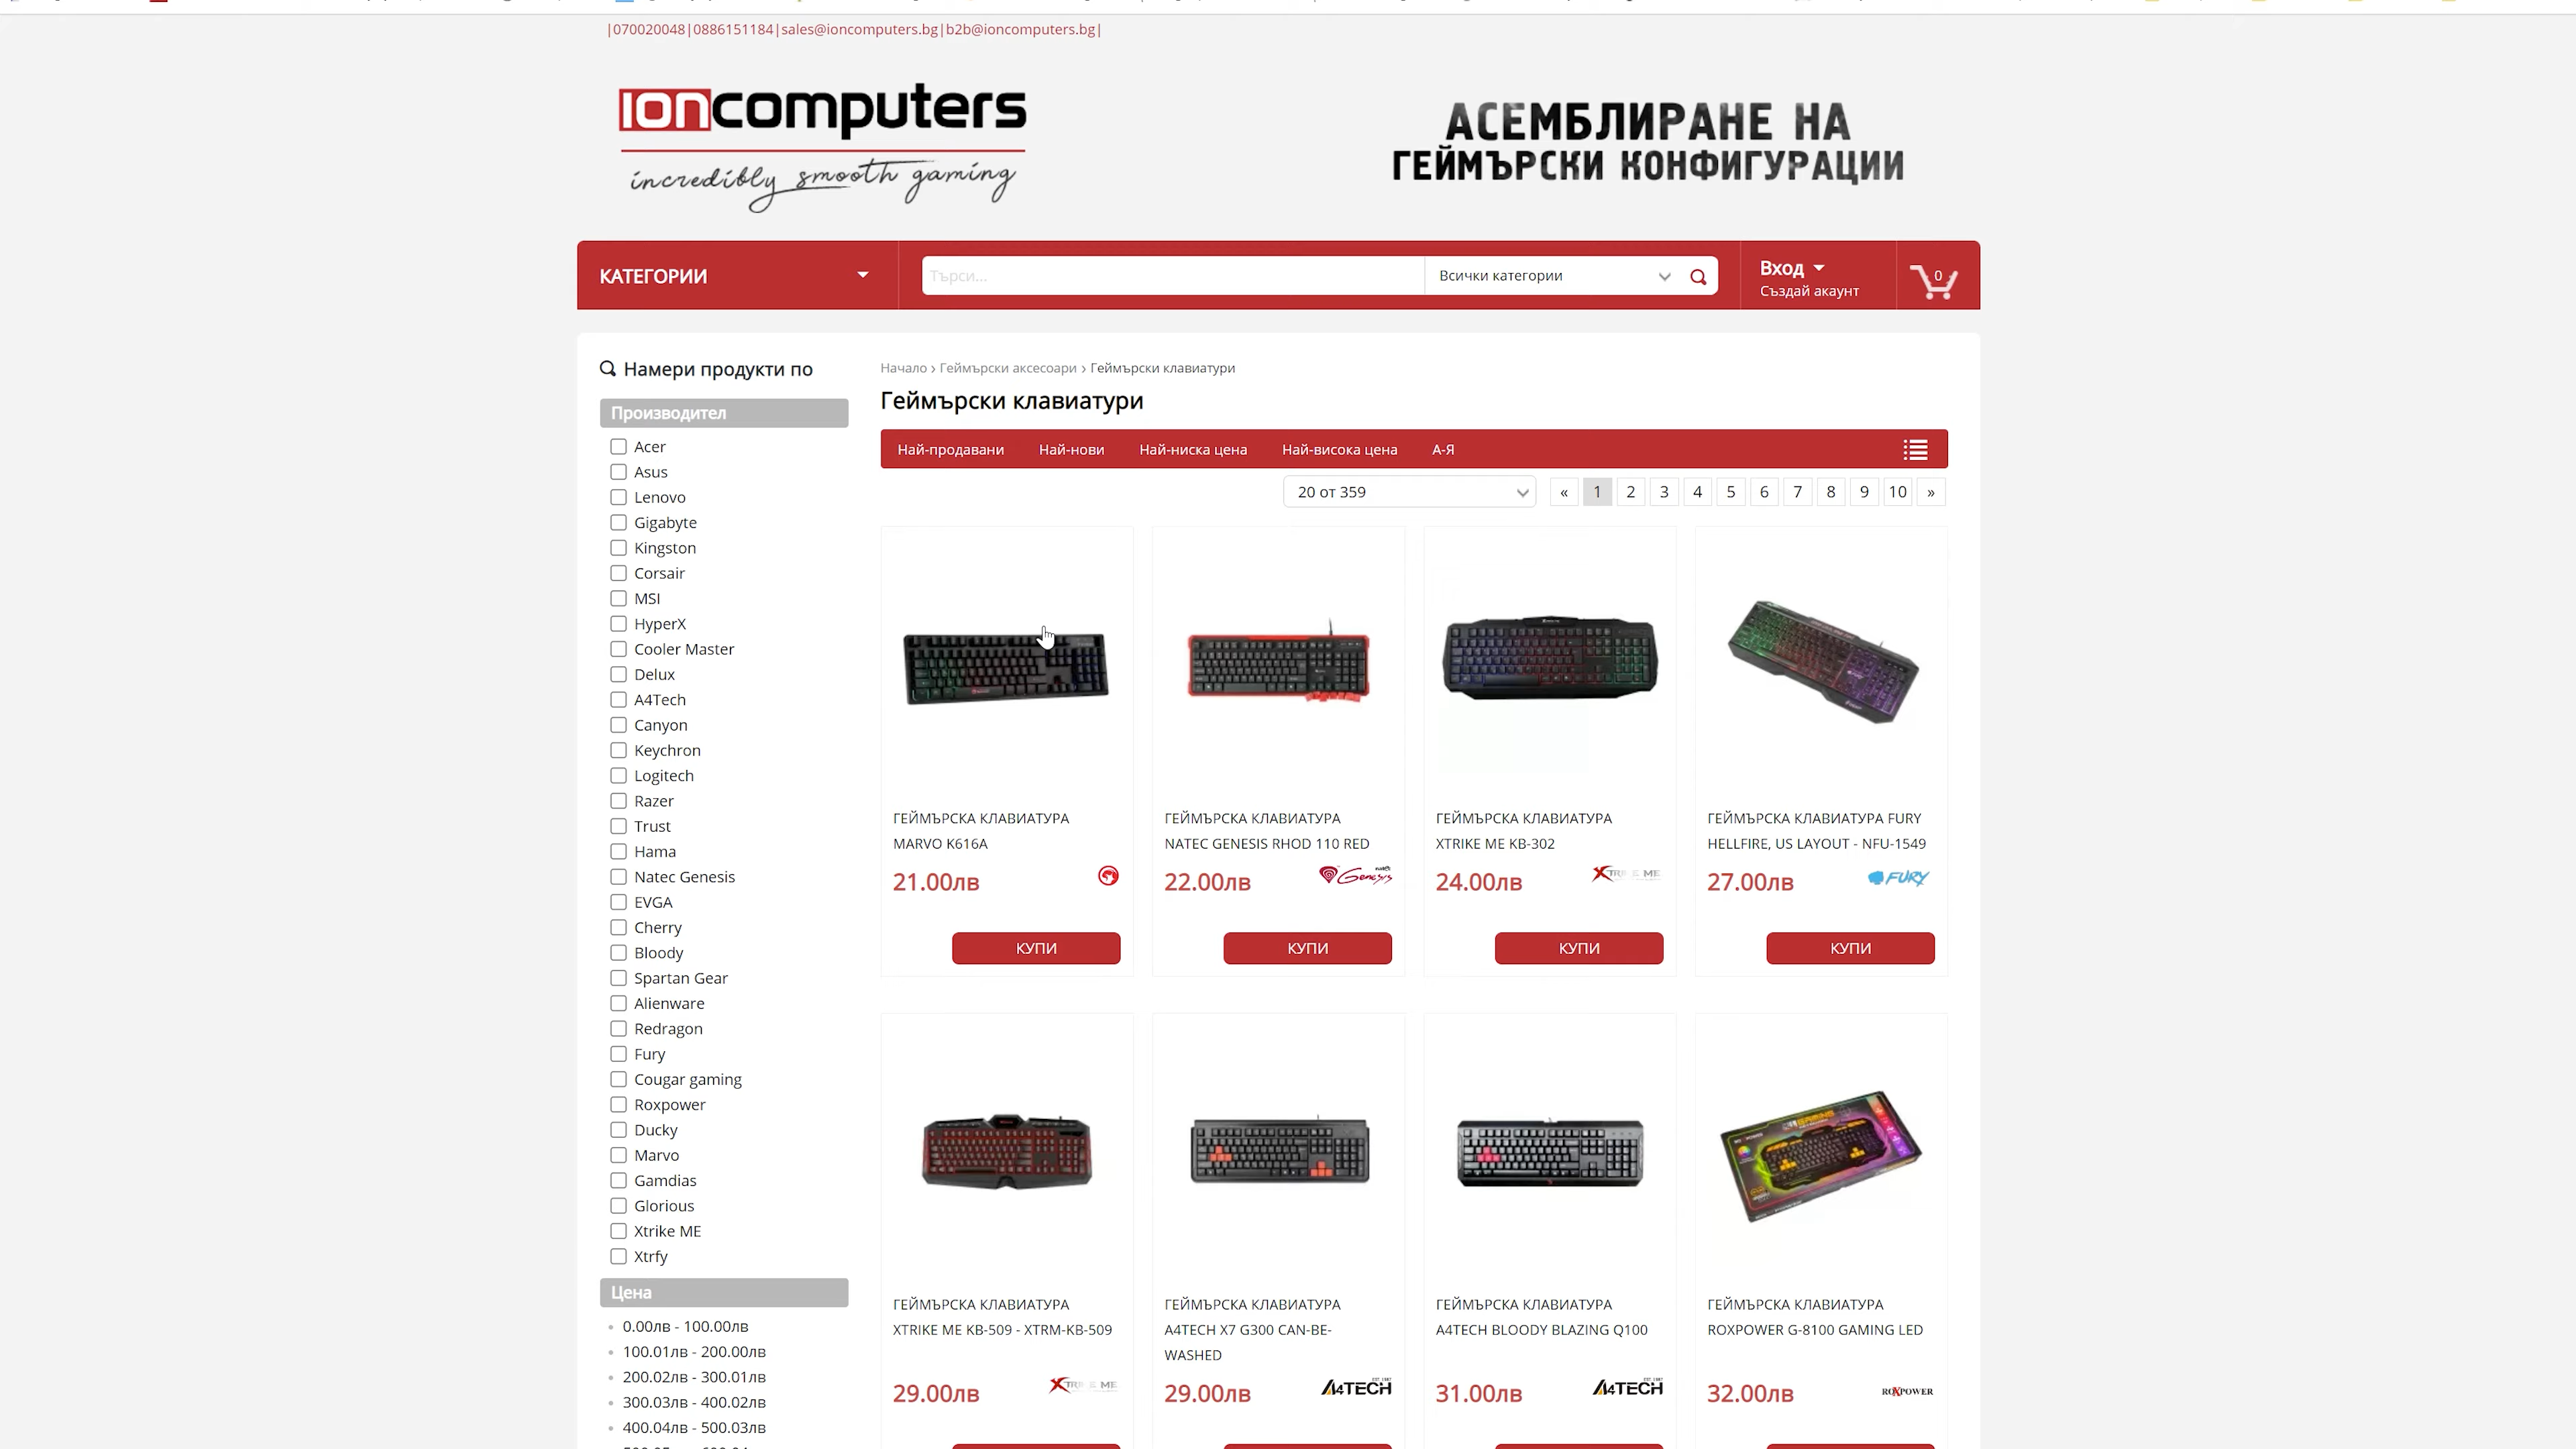 |070020048|0886151184|sales@ioncomputers.bg|b2b@ioncomputers.bg|
ioncomputers
incredibly smooth gaming
АСЕМБЛИРАНЕ НА
ГЕЙМЪРСКИ КОНФИГУРАЦИИ
КАТЕГОРИИ
Търси...
Всички категории
Вход
Създай акаунт
0
Намери продукти по
Производител
Acer
Asus
Lenovo
Gigabyte
Kingston
Corsair
MSI
HyperX
Cooler Master
Delux
A4Tech
Canyon
Keychron
Logitech
Razer
Trust
Hama
Natec Genesis
EVGA
Cherry
Bloody
Spartan Gear
Alienware
Redragon
Fury
Cougar gaming
Roxpower
Ducky
Marvo
Gamdias
Glorious
Xtrike ME
Xtrfy
Цена
0.00лв - 100.00лв
100.01лв - 200.00лв
200.02лв - 300.01лв
300.03лв - 400.02лв
400.04лв - 500.03лв
Начало › Геймърски аксесоари › Геймърски клавиатури
Геймърски клавиатури
Най-продавани Най-нови Най-ниска цена Най-висока цена А-Я
20 от 359
« 1 2 3 4 5 6 7 8 9 10 »
ГЕЙМЪРСКА КЛАВИАТУРА
MARVO K616A
21.00лв
КУПИ
ГЕЙМЪРСКА КЛАВИАТУРА
NATEC GENESIS RHOD 110 RED
22.00лв
Genesis
КУПИ
ГЕЙМЪРСКА КЛАВИАТУРА
XTRIKE ME KB-302
24.00лв
XTRIKE ME
КУПИ
ГЕЙМЪРСКА КЛАВИАТУРА FURY
HELLFIRE, US LAYOUT - NFU-1549
27.00лв
FURY
КУПИ
ГЕЙМЪРСКА КЛАВИАТУРА
XTRIKE ME KB-509 - XTRM-KB-509
29.00лв
XTRIKE ME
ГЕЙМЪРСКА КЛАВИАТУРА
A4TECH X7 G300 CAN-BE-
WASHED
29.00лв
A4TECH
ГЕЙМЪРСКА КЛАВИАТУРА
A4TECH BLOODY BLAZING Q100
31.00лв
A4TECH
ГЕЙМЪРСКА КЛАВИАТУРА
ROXPOWER G-8100 GAMING LED
32.00лв
ROXPOWER